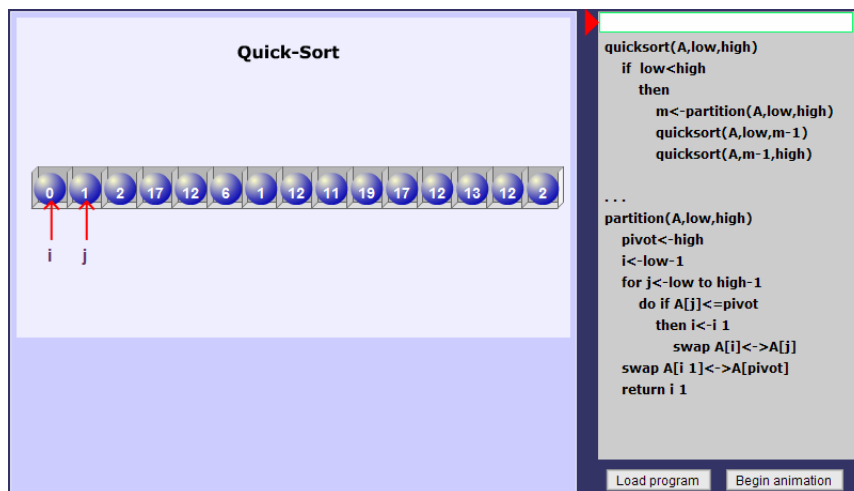 Quick-Sort
0 1 2 17 12 6 1 12 11 19 17 12 13 12 2
i j
quicksort(A,low,high)
if low<high
then
m<-partition(A,low,high)
quicksort(A,low,m-1)
quicksort(A,m-1,high)
...
partition(A,low,high)
pivot<-high
i<-low-1
for j<-low to high-1
do if A[j]<=pivot
then i<-i 1
swap A[i]<->A[j]
swap A[i 1]<->A[pivot]
return i 1
Load program Begin animation